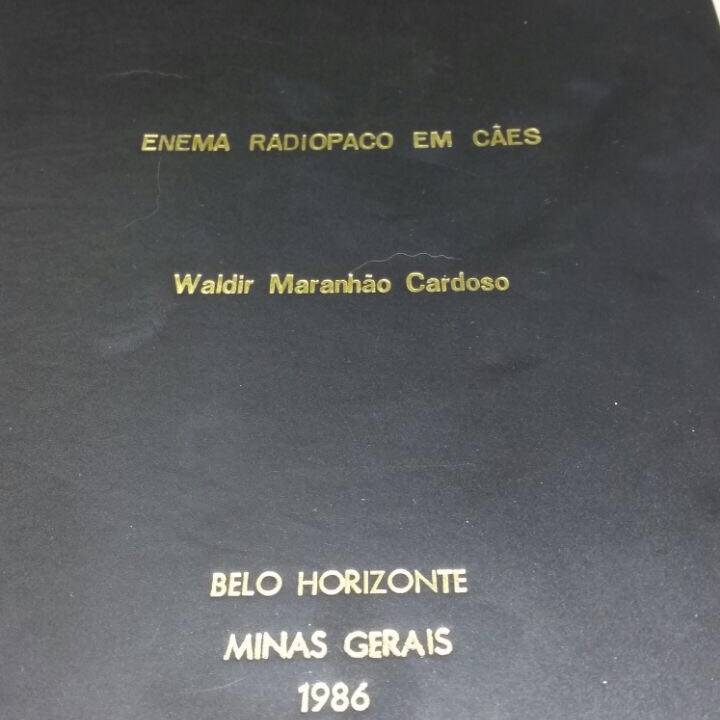 ENEMA RADIOPACO EM CÃES
Waldir Maranhão Cardoso
BELO HORIZONTE
MINAS GERAIS
1986